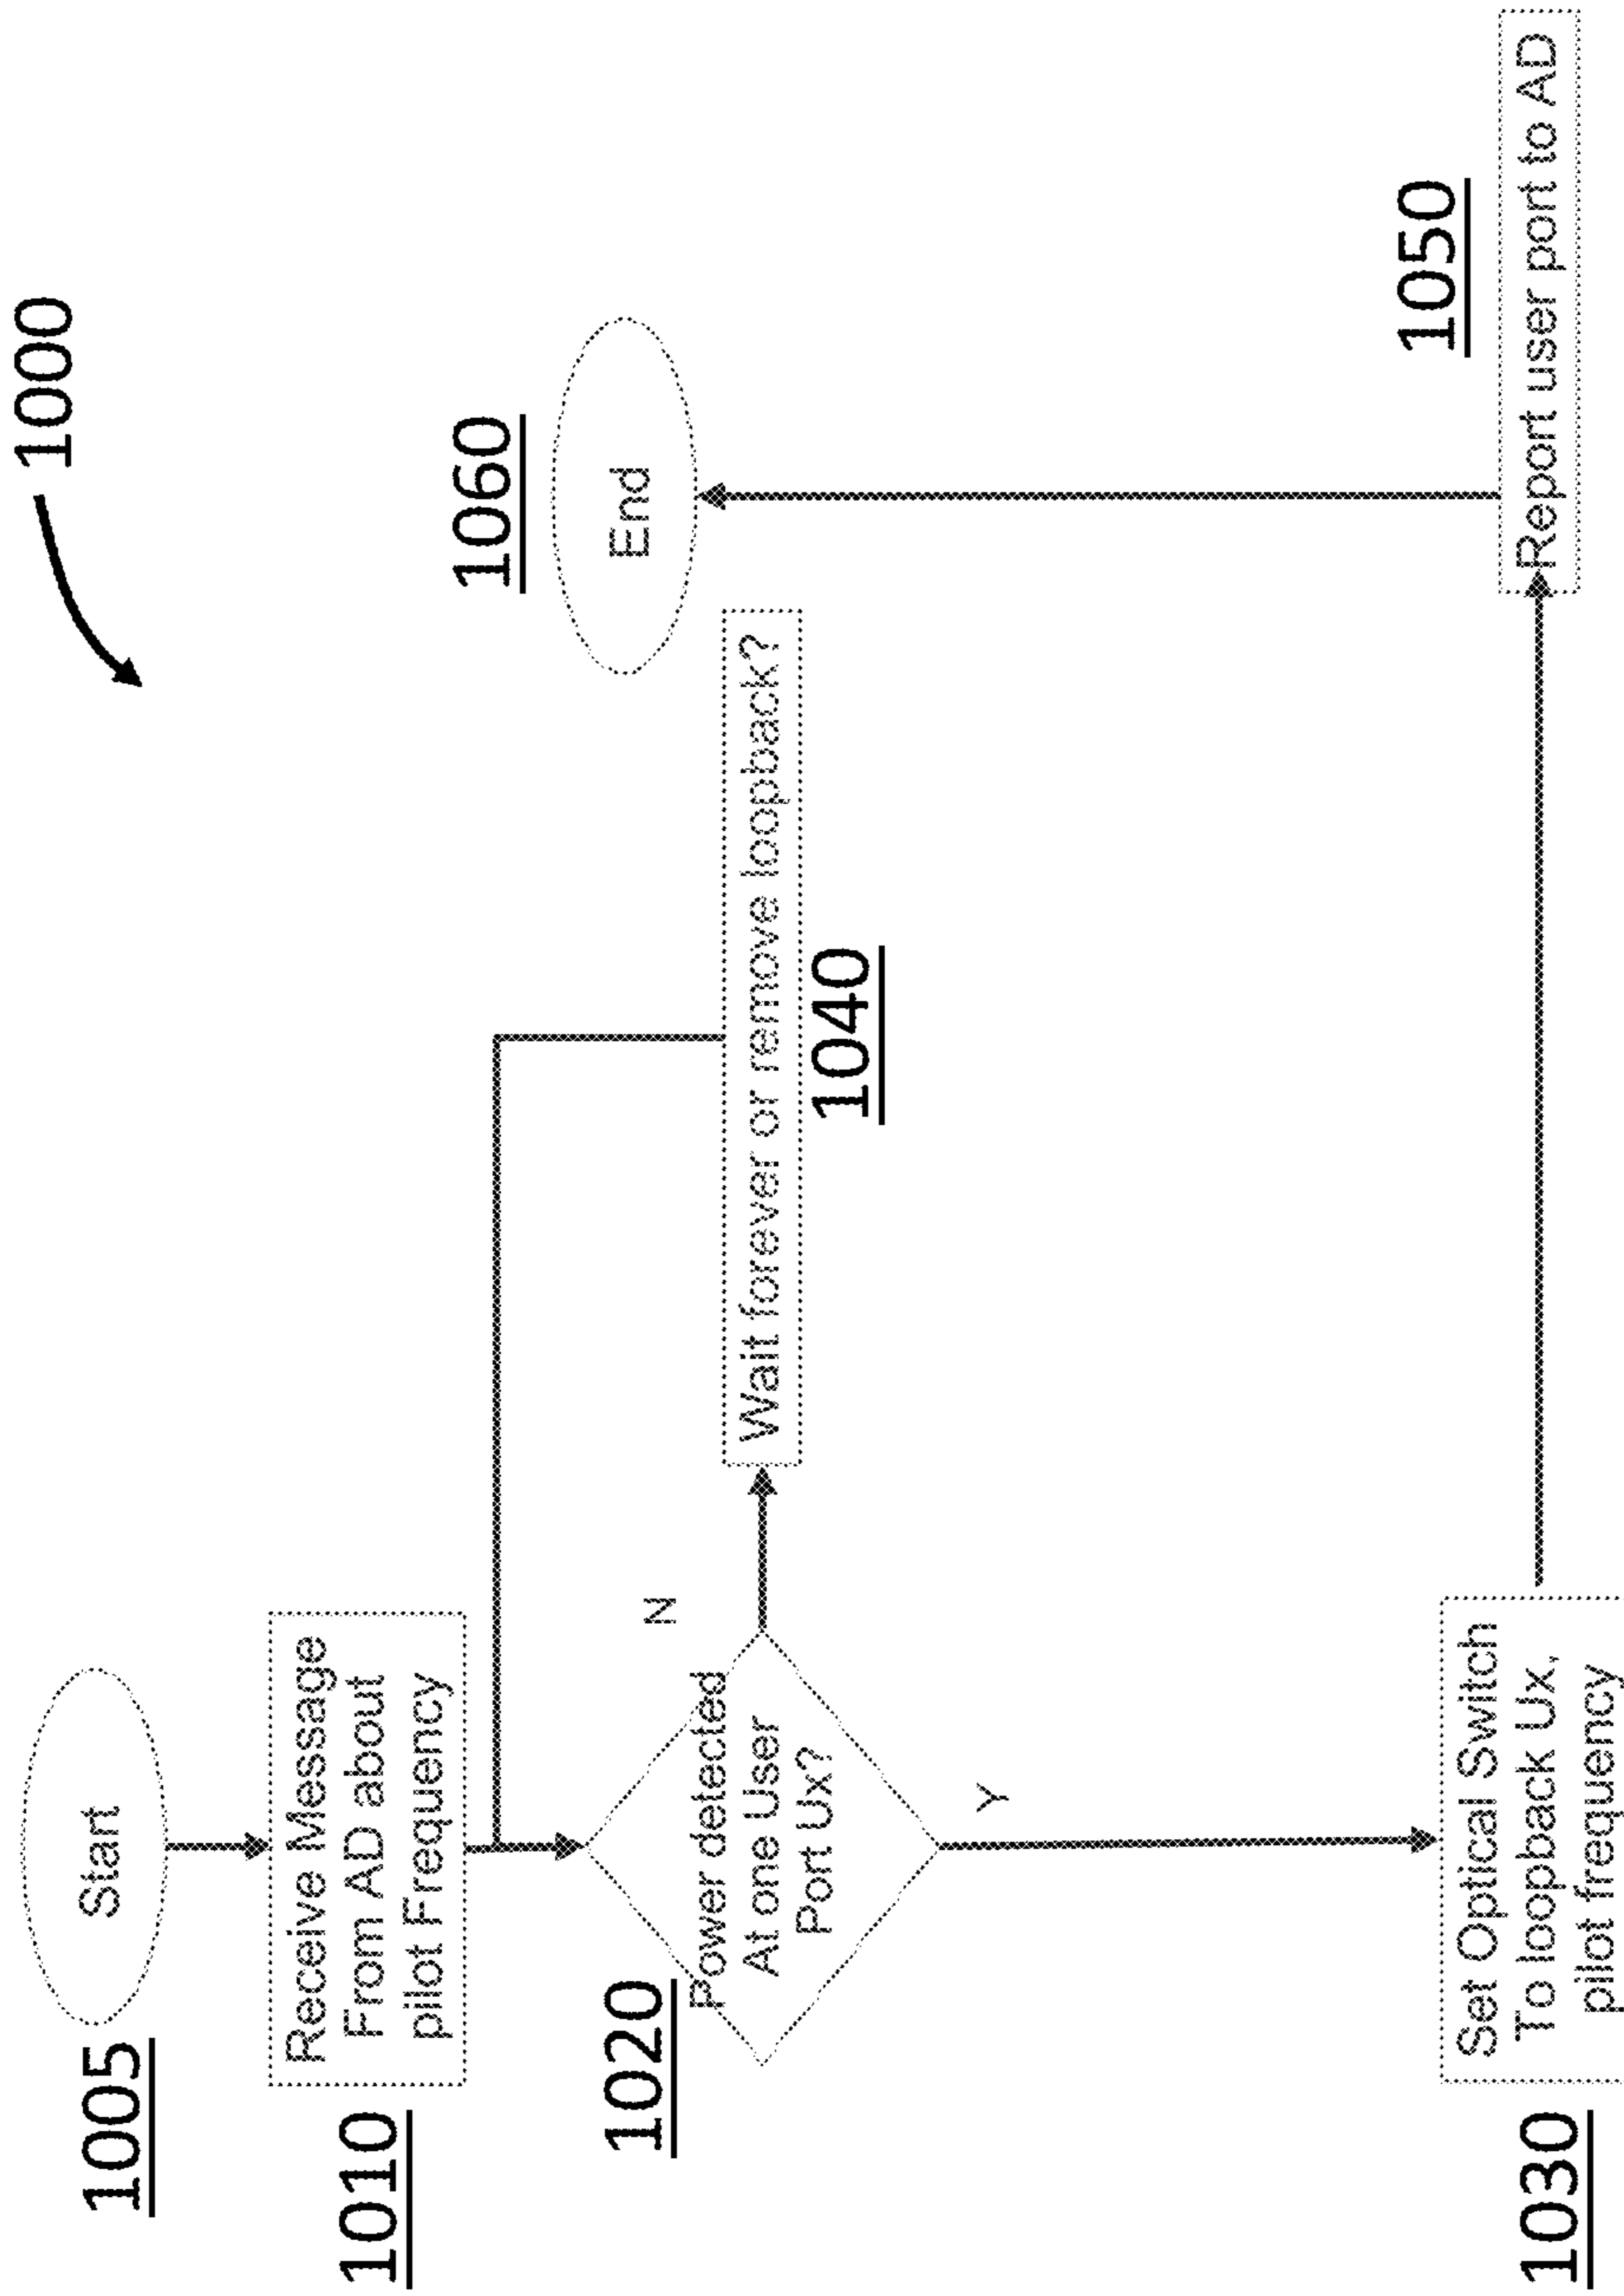 1000
1005
Start
1010
Receive Message
From AD about
pilot Frequency
1020
Power detected
At one User
Port Ux?
N
Wait forever or remove loopback?
1040
Y
1030
Set Optical Switch
To loopback Ux,
pilot frequency
1050
Report user port to AD
1060
End